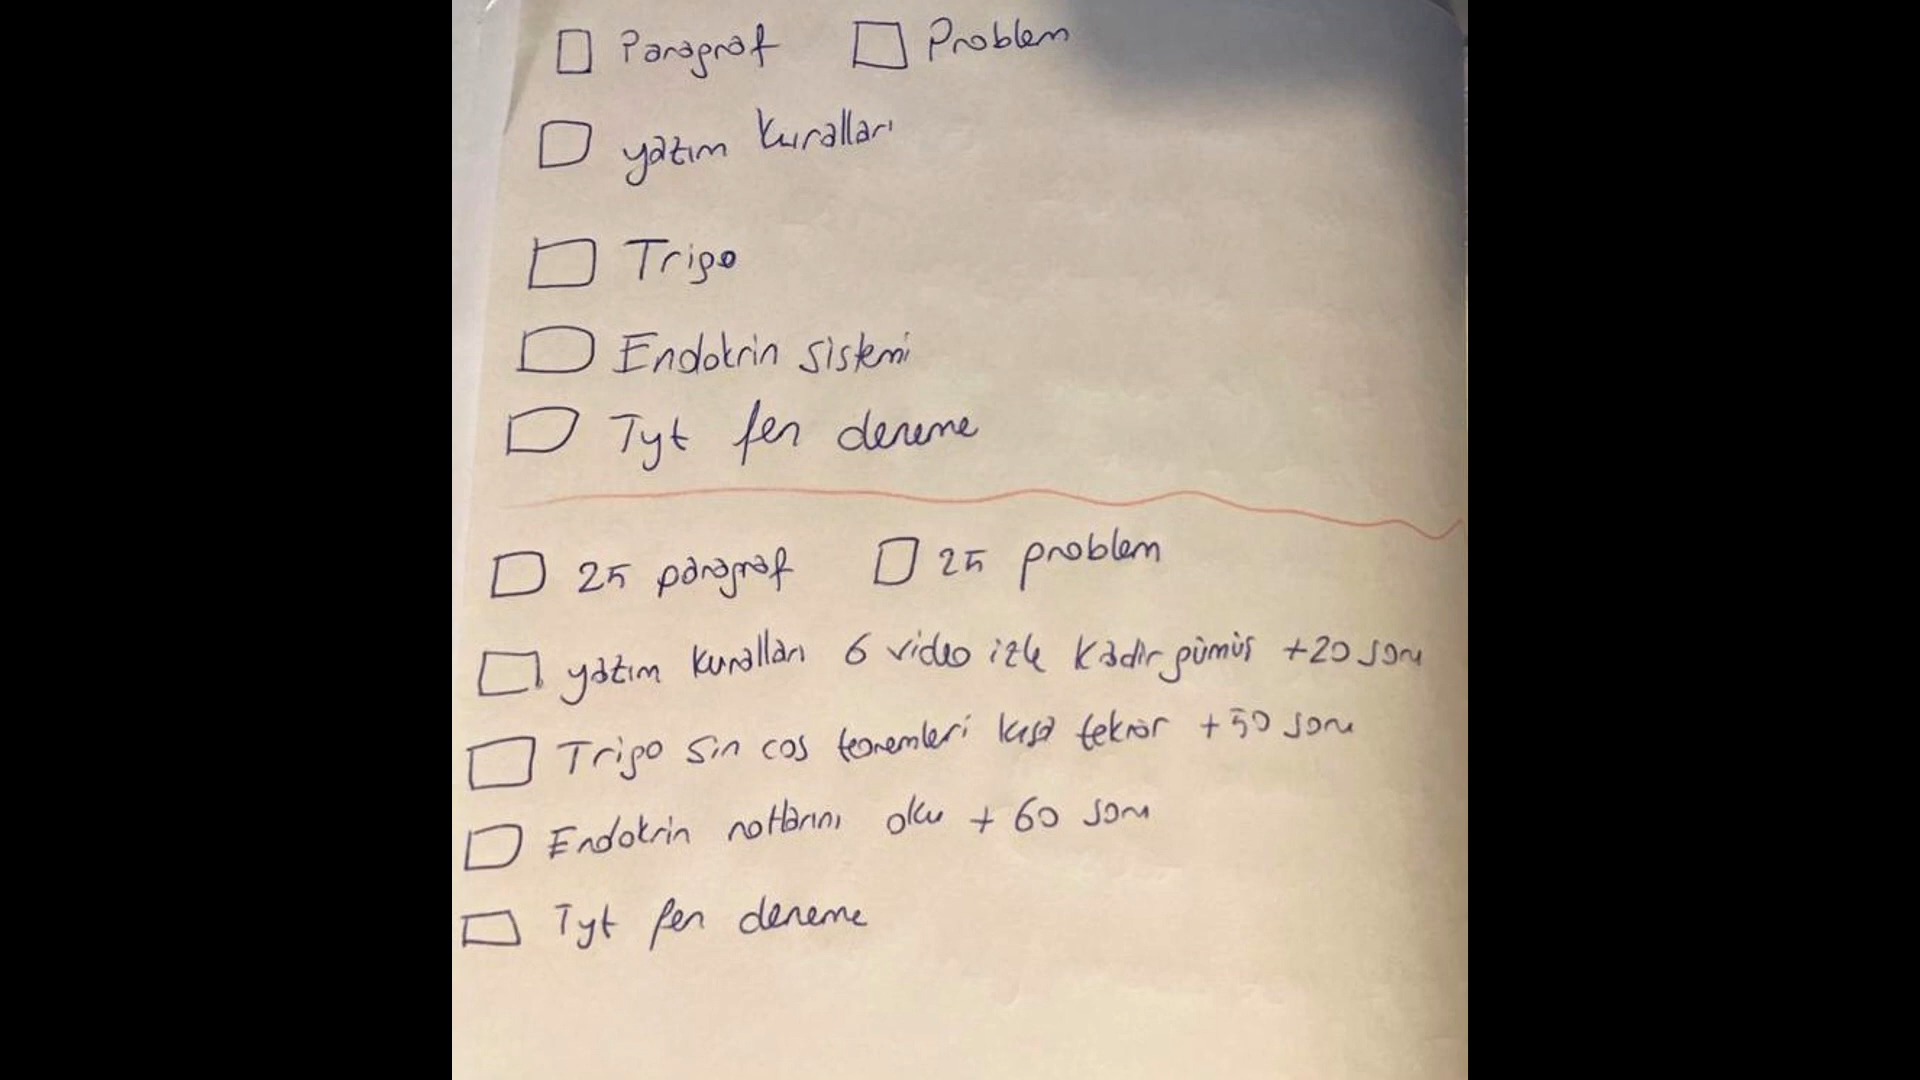 Paragraf Problem
yazım kuralları
Trigo
Endokrin sistemi
Tyt fen deneme
25 paragraf 25 problem
yazım kuralları 6 video izle Kadir gümüş +20 soru
Trigo sin cos teoremleri kısa tekrar +50 soru
Endokrin notlarını oku + 60 soru
Tyt fen deneme